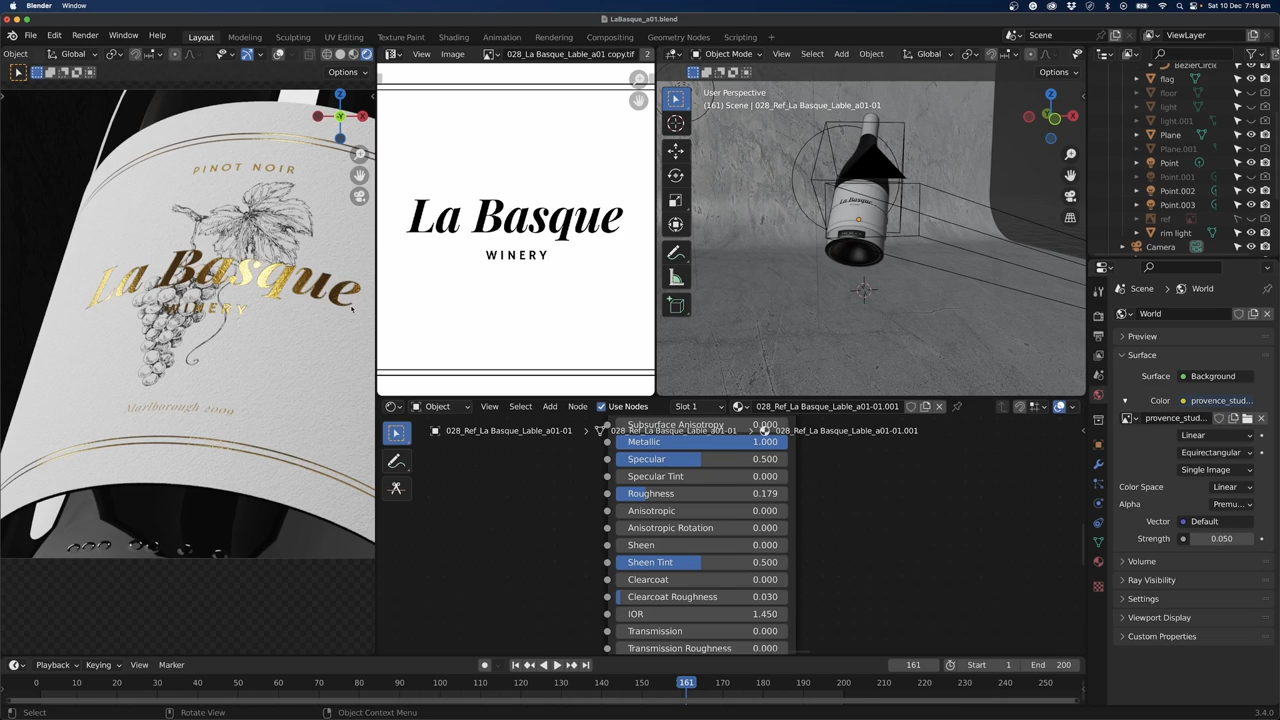 Blender Window Sat 10 Dec 7:16 pm
LaBasque_a01.blend
File Edit Render Window Help Layout Modeling Sculpting UV Editing Texture Paint Shading Animation Rendering Compositing Geometry Nodes Scripting Scene ViewLayer
Object Global View Image 028_La Basque_Lable_a01 copy.tif 2 Object Mode View Select Add Object Global
Options Options
User Perspective
(161) Scene | 028_Ref_La Basque_Lable_a01-01
Z
X
Y
PINOT NOIR
La Basque
WINERY
Marlborough 2009
La Basque
WINERY
La Basque
Z
BezierCircle
flag
floor
light
light.001
Plane
Plane.001
Point
Point.001
Point.002
Point.003
ref
rim light
Camera
Scene World
World
Preview
Surface
Surface Background
Color provence_stud...
provence_stud...
Linear
Equirectangular
Single Image
Color Space Linear
Alpha Premu...
Vector Default
Strength 0.050
Volume
Ray Visibility
Settings
Viewport Display
Custom Properties
Object View Select Add Node Use Nodes Slot 1 028_Ref_La Basque_Lable_a01-01.001
028_Ref_La Basque_Lable_a01-01 028_Ref_La Basque_Lable_a01-01 028_Ref_La Basque_Lable_a01-01.001
Subsurface Anisotropy 0.000
Metallic 1.000
Specular 0.500
Specular Tint 0.000
Roughness 0.179
Anisotropic 0.000
Anisotropic Rotation 0.000
Sheen 0.000
Sheen Tint 0.500
Clearcoat 0.000
Clearcoat Roughness 0.030
IOR 1.450
Transmission 0.000
Transmission Roughness 0.000
Playback Keying View Marker 161 Start 1 End 200
0 10 20 30 40 50 60 70 80 90 100 110 120 130 140 150 161 170 180 190 200 210 220 230 240 250
Select Rotate View Object Context Menu 3.4.0